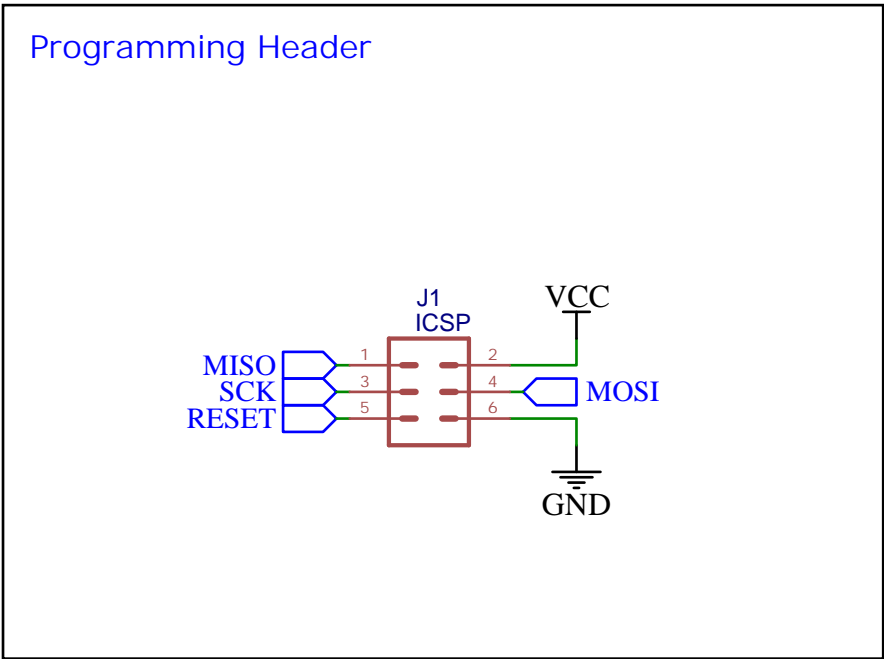 Programming Header
J1
ICSP
VCC
MISO 1 2
SCK 3 4 MOSI
RESET 5 6
GND